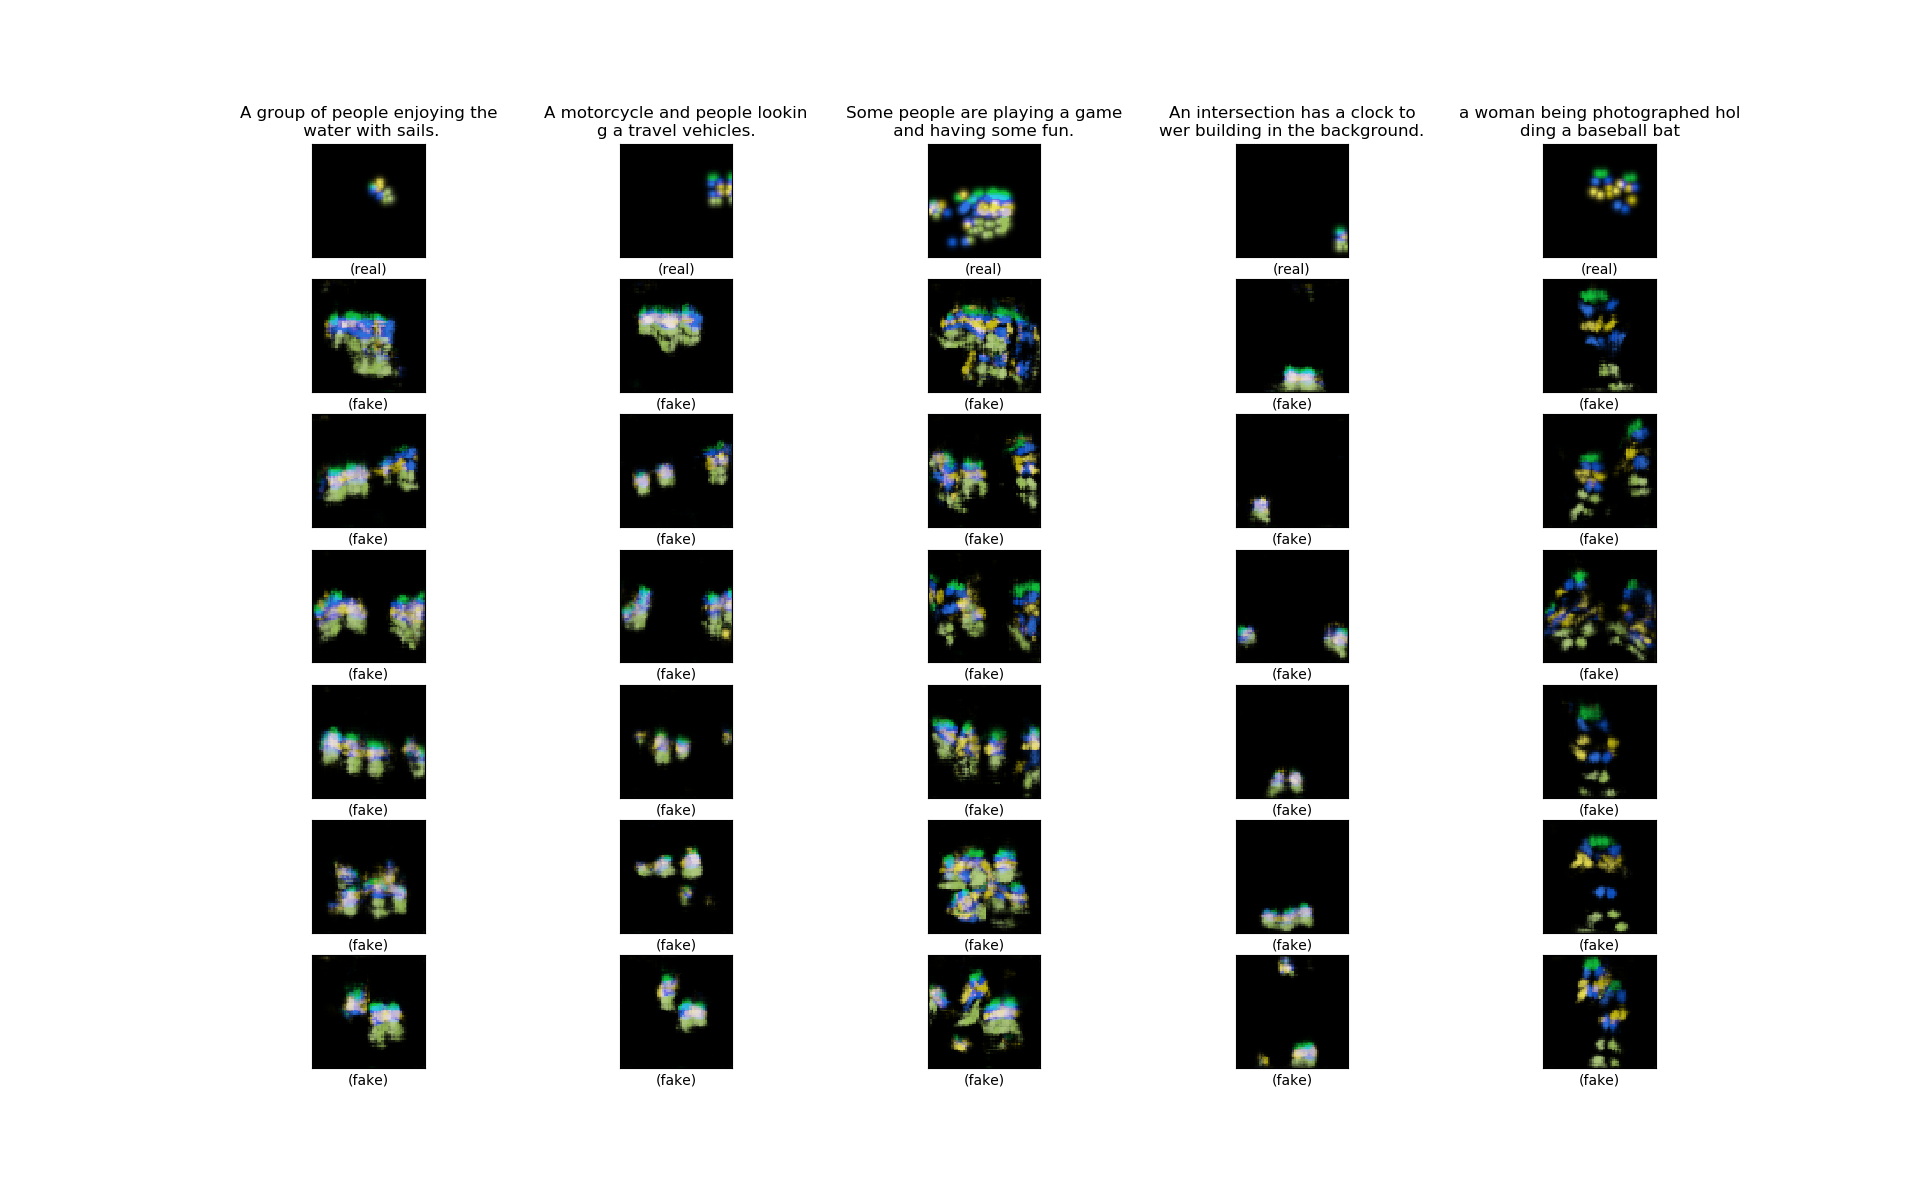 A group of people enjoying the
water with sails.
A motorcycle and people lookin
g a travel vehicles.
Some people are playing a game
and having some fun.
An intersection has a clock to
wer building in the background.
a woman being photographed hol
ding a baseball bat
(real) (real) (real) (real) (real)
(fake) (fake) (fake) (fake) (fake)
(fake) (fake) (fake) (fake) (fake)
(fake) (fake) (fake) (fake) (fake)
(fake) (fake) (fake) (fake) (fake)
(fake) (fake) (fake) (fake) (fake)
(fake) (fake) (fake) (fake) (fake)